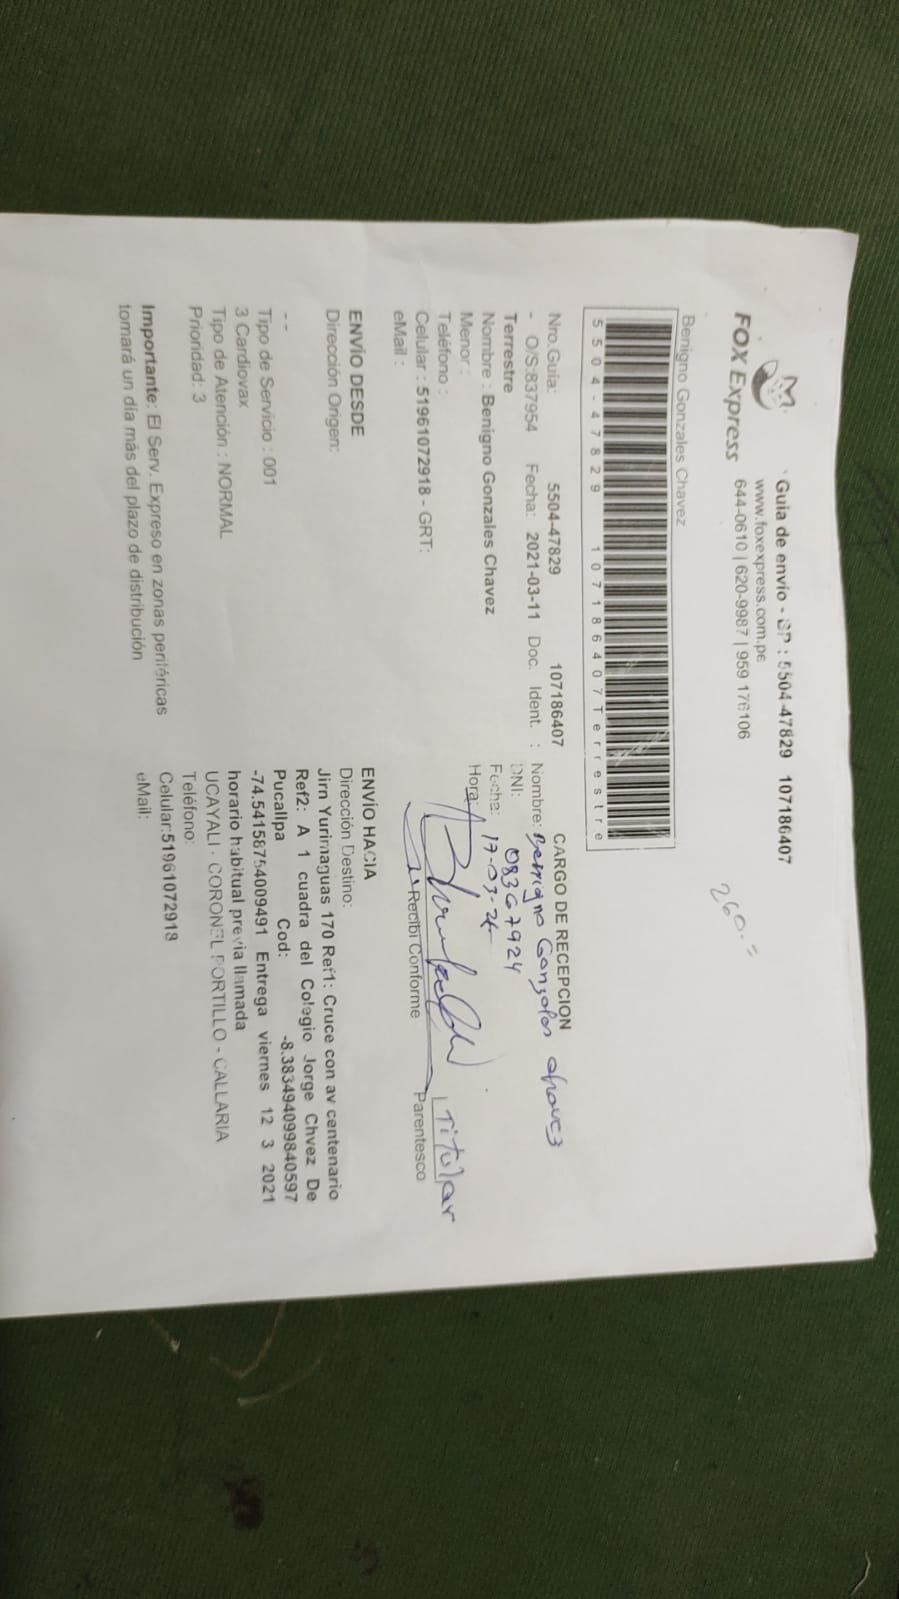 FOX Express
Guia de envío - SP : 5504-47829 107186407
www.foxexpress.com.pe
644-0610 | 620-9987 | 959 176106
260.=
Benigno Gonzales Chavez
5504-47829 107186407Terrestre
Nro.Guia: 5504-47829 107186407
- O/S:837954 Fecha: 2021-03-11 Doc. Ident. :
Terrestre
Nombre : Benigno Gonzales Chavez
Menor :
Teléfono :
Celular : 51961072918 - GRT:
eMail :
ENVÍO DESDE
Dirección Origen:
- -
Tipo de Servicio : 001
3 Cardiovax
Tipo de Atención : NORMAL
Prioridad: 3
Importante: El Serv. Expreso en zonas periféricas
tomará un día más del plazo de distribución
CARGO DE RECEPCION
Nombre: Benigno Gonzales chavez
DNI: 08367924
Fecha: 17-03-21
Hora:
Recibí Conforme
Titular
Parentesco
ENVÍO HACIA
Dirección Destino:
Jirn Yurimaguas 170 Ref1: Cruce con av centenario
Ref2: A 1 cuadra del Colegio Jorge Chvez De
Pucallpa Cod: -8.383494099840597
-74.54158754009491 Entrega viernes 12 3 2021
horario habitual previa llamada
UCAYALI - CORONEL PORTILLO - CALLARIA
Teléfono:
Celular:51961072918
eMail: